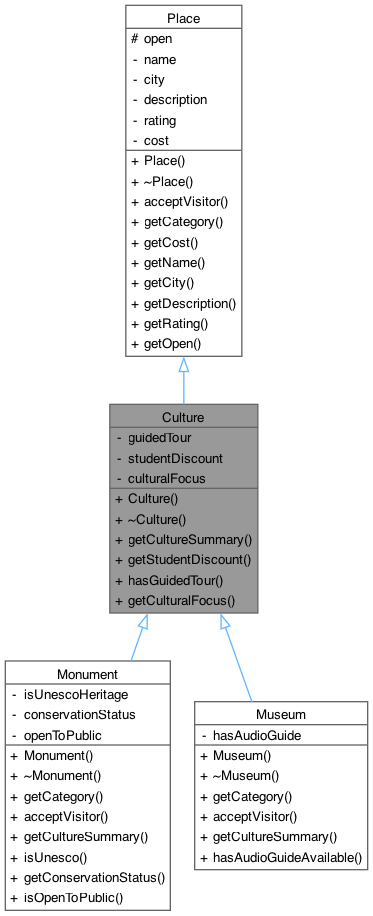 Place
# open
- name
- city
- description
- rating
- cost
+ Place()
+ ~Place()
+ acceptVisitor()
+ getCategory()
+ getCost()
+ getName()
+ getCity()
+ getDescription()
+ getRating()
+ getOpen()
Culture
- guidedTour
- studentDiscount
- culturalFocus
+ Culture()
+ ~Culture()
+ getCultureSummary()
+ getStudentDiscount()
+ hasGuidedTour()
+ getCulturalFocus()
Monument
- isUnescoHeritage
- conservationStatus
- openToPublic
+ Monument()
+ ~Monument()
+ getCategory()
+ acceptVisitor()
+ getCultureSummary()
+ isUnesco()
+ getConservationStatus()
+ isOpenToPublic()
Museum
- hasAudioGuide
+ Museum()
+ ~Museum()
+ getCategory()
+ acceptVisitor()
+ getCultureSummary()
+ hasAudioGuideAvailable()